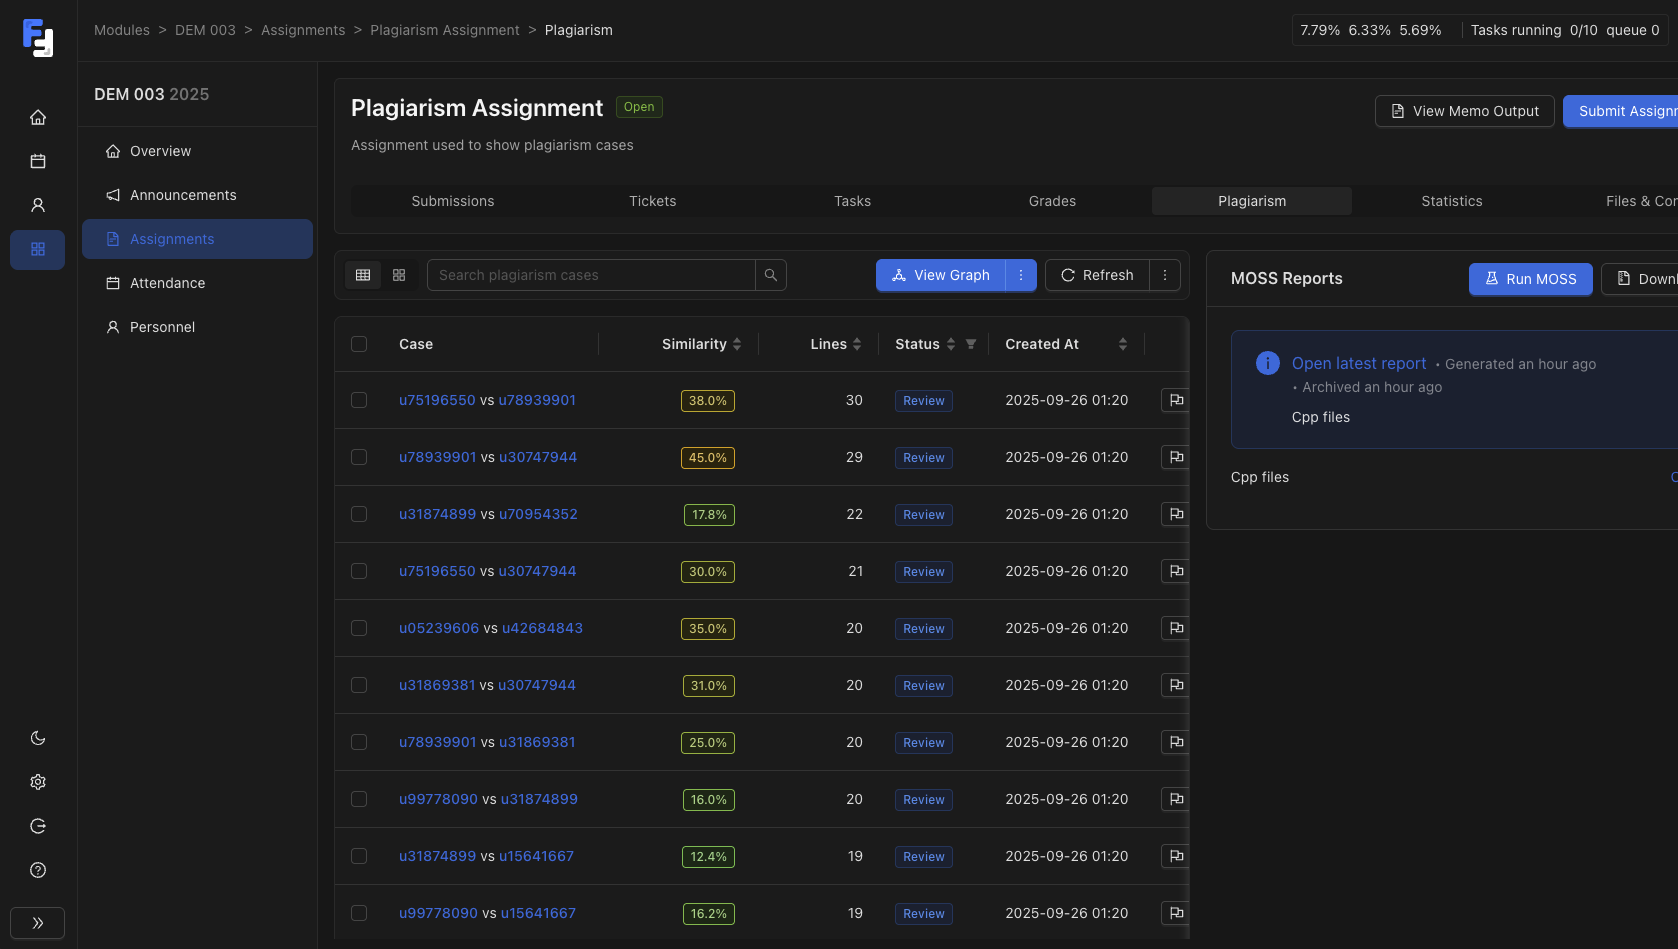 Modules > DEM 003 > Assignments > Plagiarism Assignment > Plagiarism
7.79% 6.33% 5.69% Tasks running 0/10 queue 0
DEM 003 2025
Overview
Announcements
Assignments
Attendance
Personnel
Plagiarism Assignment Open
View Memo Output
Submit Assignm
Assignment used to show plagiarism cases
Submissions Tickets Tasks Grades Plagiarism Statistics Files & Con
Search plagiarism cases
View Graph
Refresh
Case Similarity Lines Status Created At
u75196550 vs u78939901 38.0% 30 Review 2025-09-26 01:20
u78939901 vs u30747944 45.0% 29 Review 2025-09-26 01:20
u31874899 vs u70954352 17.8% 22 Review 2025-09-26 01:20
u75196550 vs u30747944 30.0% 21 Review 2025-09-26 01:20
u05239606 vs u42684843 35.0% 20 Review 2025-09-26 01:20
u31869381 vs u30747944 31.0% 20 Review 2025-09-26 01:20
u78939901 vs u31869381 25.0% 20 Review 2025-09-26 01:20
u99778090 vs u31874899 16.0% 20 Review 2025-09-26 01:20
u31874899 vs u15641667 12.4% 19 Review 2025-09-26 01:20
u99778090 vs u15641667 16.2% 19 Review 2025-09-26 01:20
MOSS Reports
Run MOSS
Downl
Open latest report • Generated an hour ago
• Archived an hour ago
Cpp files
Cpp files